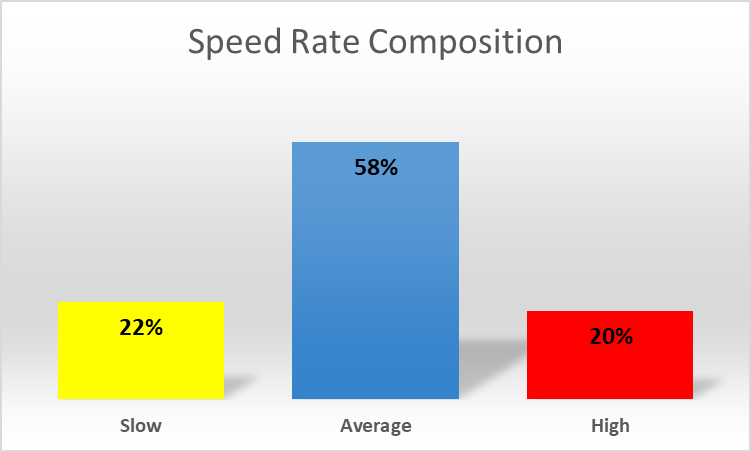 Speed Rate Composition
58%
22%
20%
Slow
Average
High